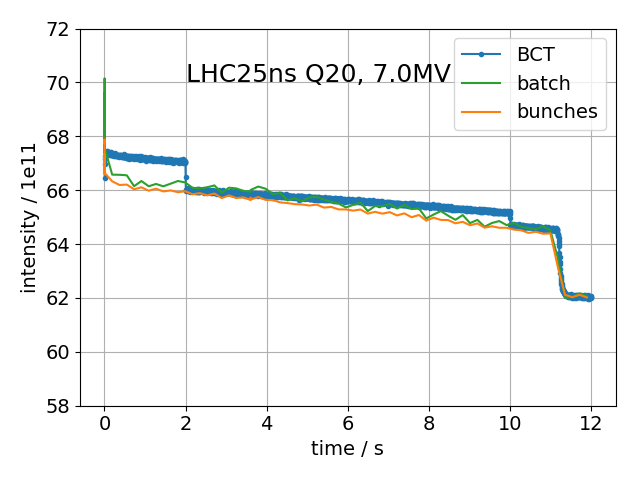 LHC25ns Q20, 7.0MV
BCT
batch
bunches
72
70
68
66
64
62
60
58
intensity / 1e11
0
2
4
6
8
10
12
time / s